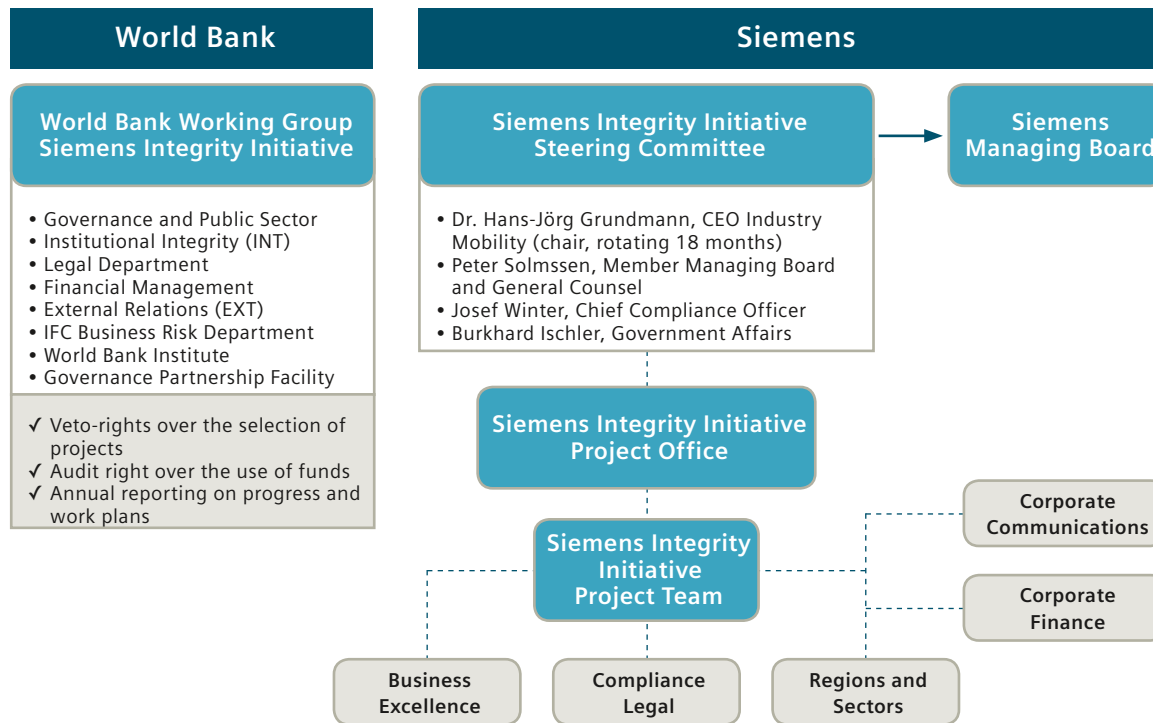 World Bank
World Bank Working Group
Siemens Integrity Initiative
• Governance and Public Sector
• Institutional Integrity (INT)
• Legal Department
• Financial Management
• External Relations (EXT)
• IFC Business Risk Department
• World Bank Institute
• Governance Partnership Facility
✓ Veto-rights over the selection of
projects
✓ Audit right over the use of funds
✓ Annual reporting on progress and
work plans
Siemens
Siemens Integrity Initiative
Steering Committee
• Dr. Hans-Jörg Grundmann, CEO Industry
Mobility (chair, rotating 18 months)
• Peter Solmssen, Member Managing Board
and General Counsel
• Josef Winter, Chief Compliance Officer
• Burkhard Ischler, Government Affairs
Siemens
Managing Board
Siemens Integrity Initiative
Project Office
Siemens Integrity
Initiative
Project Team
Corporate
Communications
Corporate
Finance
Business
Excellence
Compliance
Legal
Regions and
Sectors